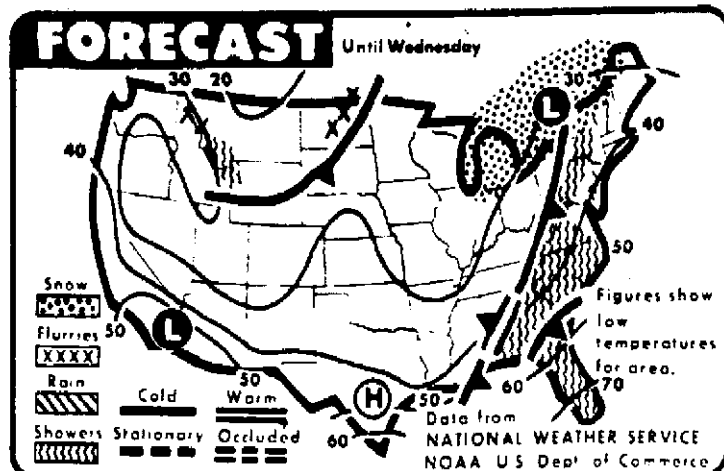 FORECAST
Until Wednesday
30 20
30
L
40
40
50
Snow
Flurries
XXXX
Rain
Showers
50
L
50
H
60
50
60
70
Cold Warm
Stationary Occluded
Figures show
low
temperatures
for area.
Data from
NATIONAL WEATHER SERVICE
NOAA US Dept of Commerce